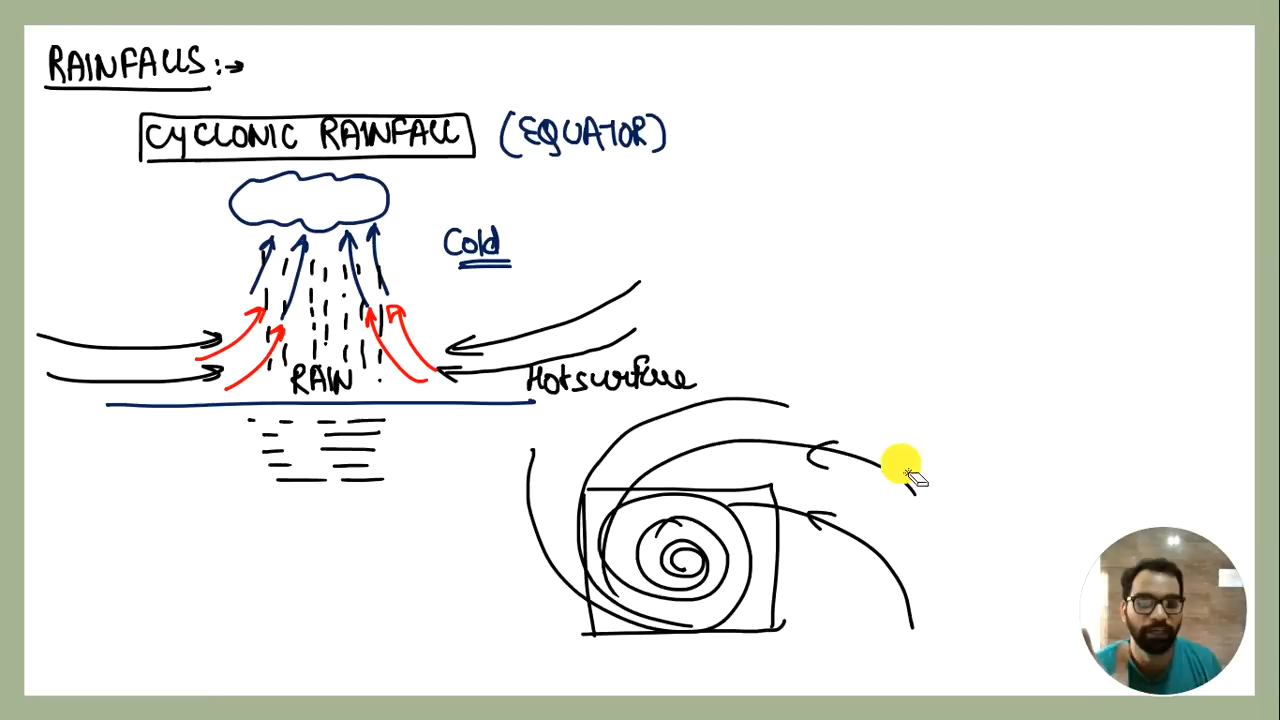 RAINFALLS :→
CYCLONIC RAINFALL (EQUATOR)
Cold
RAIN
Hot surface